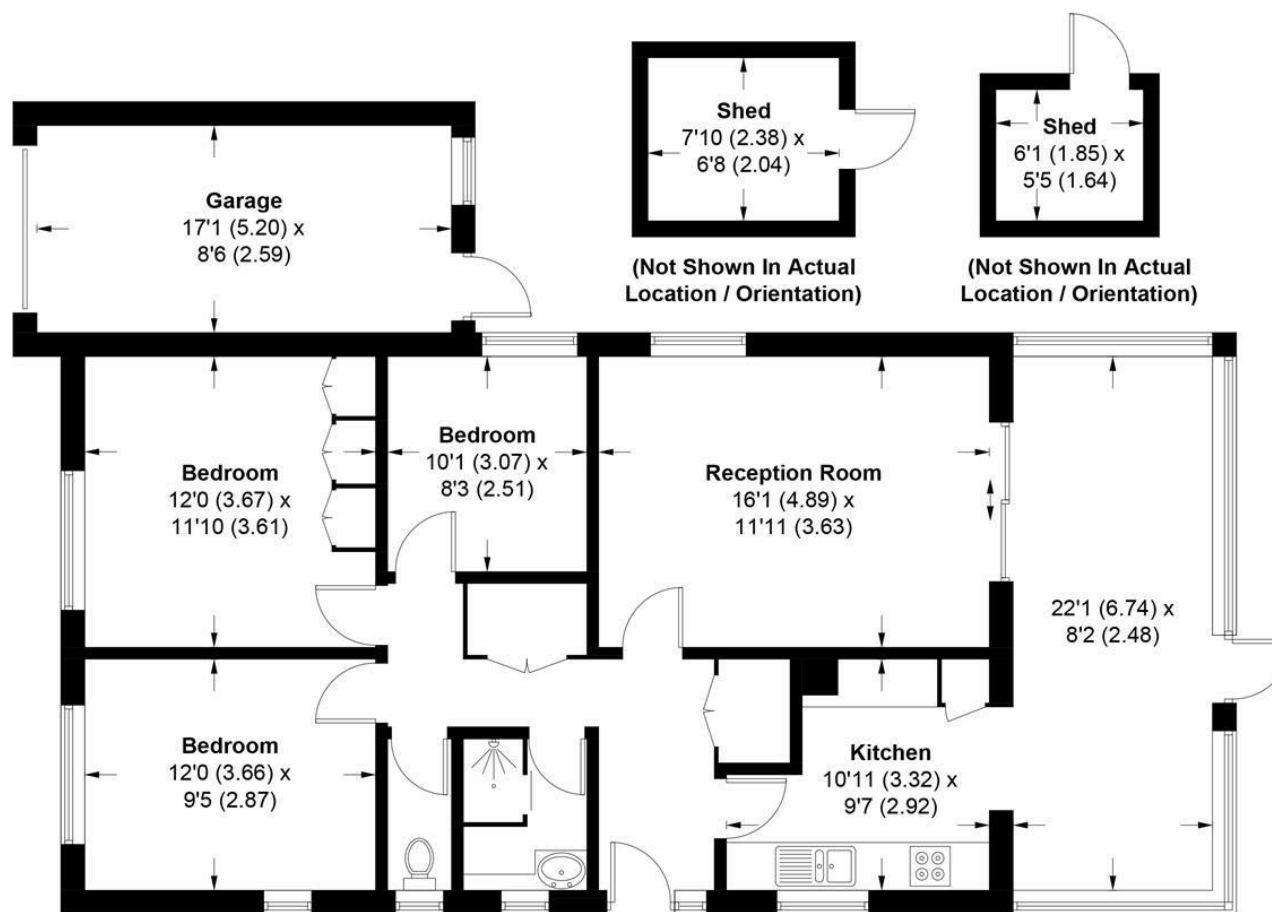 Shed
7'10 (2.38) x
6'8 (2.04)
(Not Shown In Actual
Location / Orientation)
Shed
6'1 (1.85) x
5'5 (1.64)
(Not Shown In Actual
Location / Orientation)
Garage
17'1 (5.20) x
8'6 (2.59)
Bedroom
12'0 (3.67) x
11'10 (3.61)
Bedroom
10'1 (3.07) x
8'3 (2.51)
Reception Room
16'1 (4.89) x
11'11 (3.63)
22'1 (6.74) x
8'2 (2.48)
Bedroom
12'0 (3.66) x
9'5 (2.87)
Kitchen
10'11 (3.32) x
9'7 (2.92)